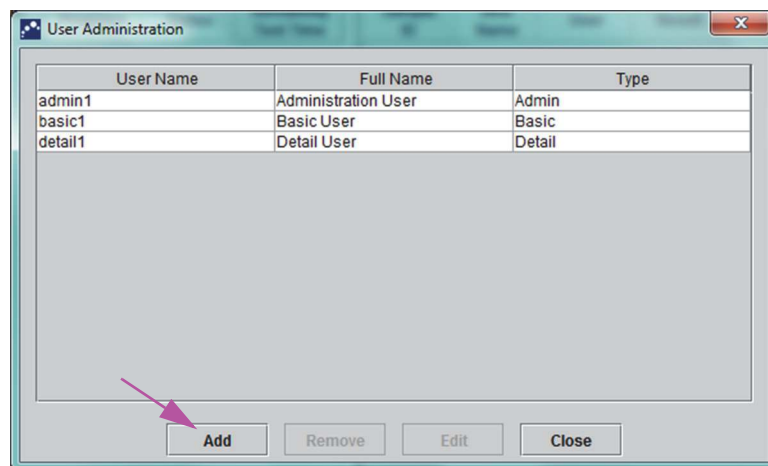 User Administration
User Name Full Name Type
admin1 Administration User Admin
basic1 Basic User Basic
detail1 Detail User Detail
Add Remove Edit Close